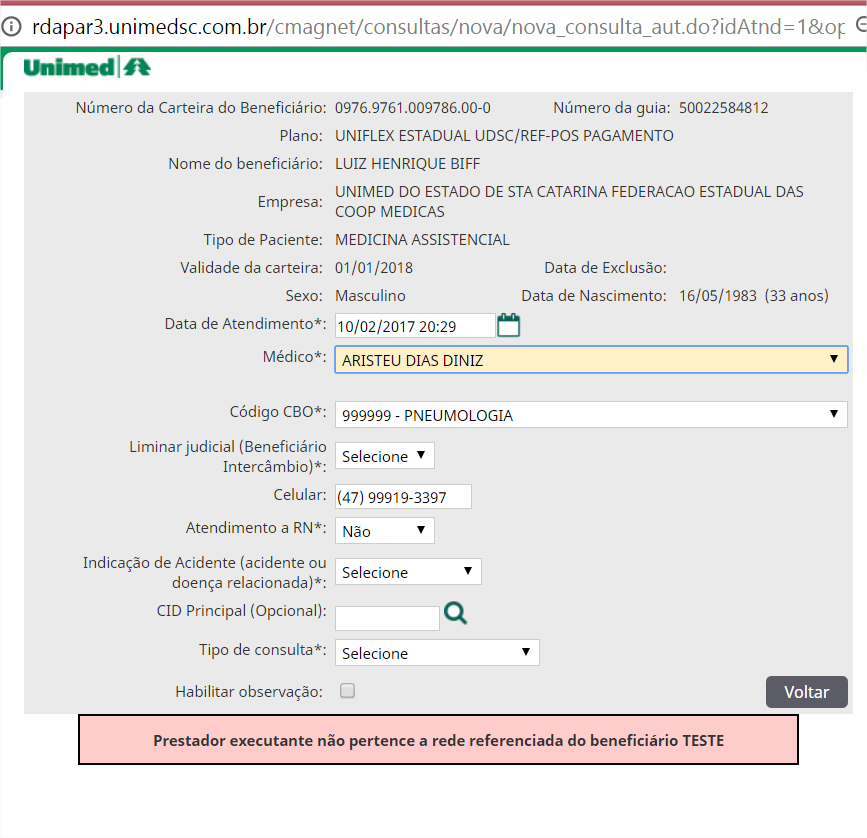 rdapar3.unimedsc.com.br/cmagnet/consultas/nova/nova_consulta_aut.do?idAtnd=1&op
Unimed
Número da Carteira do Beneficiário: 0976.9761.009786.00-0 Número da guia: 50022584812
Plano: UNIFLEX ESTADUAL UDSC/REF-POS PAGAMENTO
Nome do beneficiário: LUIZ HENRIQUE BIFF
Empresa: UNIMED DO ESTADO DE STA CATARINA FEDERACAO ESTADUAL DAS
COOP MEDICAS
Tipo de Paciente: MEDICINA ASSISTENCIAL
Validade da carteira: 01/01/2018 Data de Exclusão:
Sexo: Masculino Data de Nascimento: 16/05/1983 (33 anos)
Data de Atendimento*: 10/02/2017 20:29
Médico*: ARISTEU DIAS DINIZ
Código CBO*: 999999 - PNEUMOLOGIA
Liminar judicial (Beneficiário
Intercâmbio)*: Selecione
Celular: (47) 99919-3397
Atendimento a RN*: Não
Indicação de Acidente (acidente ou
doença relacionada)*: Selecione
CID Principal (Opcional):
Tipo de consulta*: Selecione
Habilitar observação:
Voltar
Prestador executante não pertence a rede referenciada do beneficiário TESTE